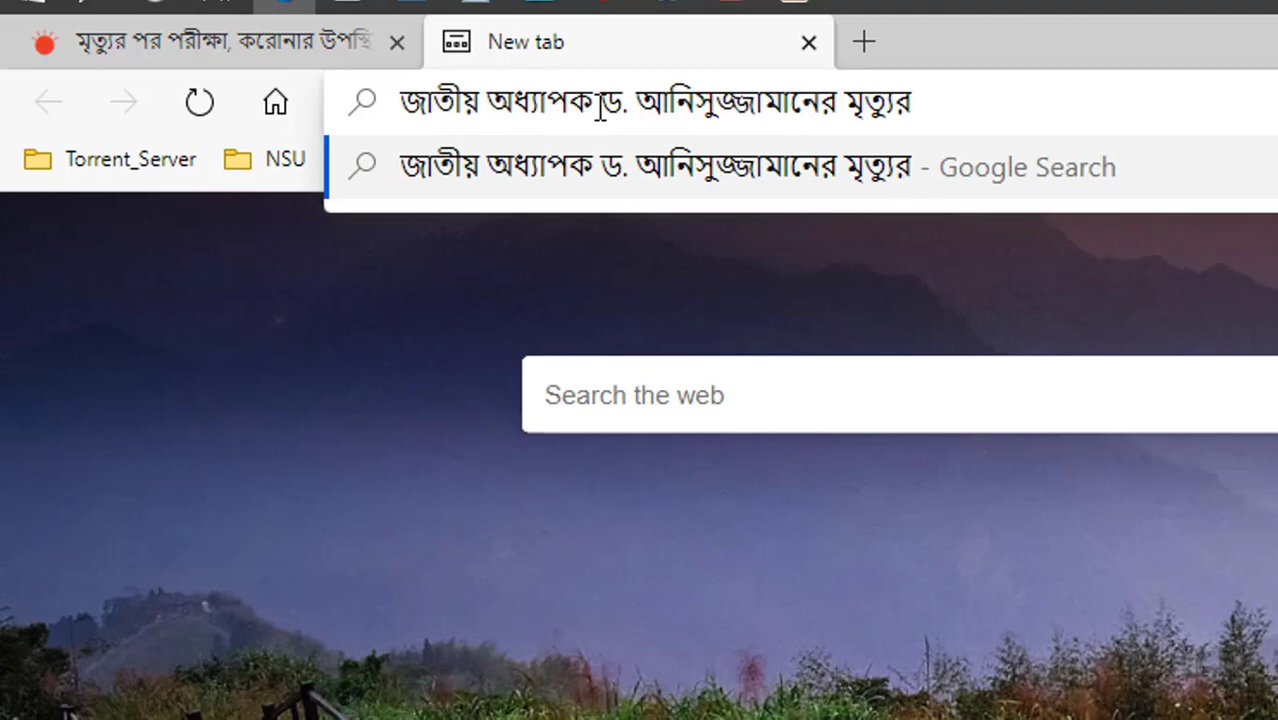 মৃত্যুর পর পরীক্ষা, করোনার উপস্থি
New tab
জাতীয় অধ্যাপক ড. আনিসুজ্জামানের মৃত্যুর
Torrent_Server
NSU
জাতীয় অধ্যাপক ড. আনিসুজ্জামানের মৃত্যুর - Google Search
Search the web